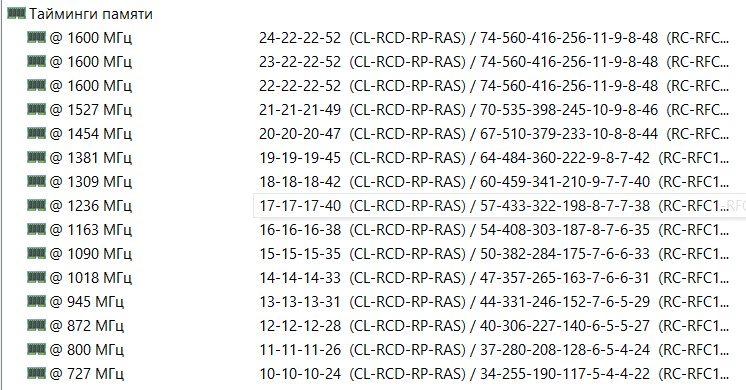 Тайминги памяти
@ 1600 МГц 24-22-22-52 (CL-RCD-RP-RAS) / 74-560-416-256-11-9-8-48 (RC-RFC...
@ 1600 МГц 23-22-22-52 (CL-RCD-RP-RAS) / 74-560-416-256-11-9-8-48 (RC-RFC...
@ 1600 МГц 22-22-22-52 (CL-RCD-RP-RAS) / 74-560-416-256-11-9-8-48 (RC-RFC...
@ 1527 МГц 21-21-21-49 (CL-RCD-RP-RAS) / 70-535-398-245-10-9-8-46 (RC-RFC...
@ 1454 МГц 20-20-20-47 (CL-RCD-RP-RAS) / 67-510-379-233-10-8-8-44 (RC-RFC...
@ 1381 МГц 19-19-19-45 (CL-RCD-RP-RAS) / 64-484-360-222-9-8-7-42 (RC-RFC1...
@ 1309 МГц 18-18-18-42 (CL-RCD-RP-RAS) / 60-459-341-210-9-7-7-40 (RC-RFC1...
@ 1236 МГц 17-17-17-40 (CL-RCD-RP-RAS) / 57-433-322-198-8-7-7-38 (RC-RFC1...
@ 1163 МГц 16-16-16-38 (CL-RCD-RP-RAS) / 54-408-303-187-8-7-6-35 (RC-RFC1...
@ 1090 МГц 15-15-15-35 (CL-RCD-RP-RAS) / 50-382-284-175-7-6-6-33 (RC-RFC1...
@ 1018 МГц 14-14-14-33 (CL-RCD-RP-RAS) / 47-357-265-163-7-6-6-31 (RC-RFC1...
@ 945 МГц 13-13-13-31 (CL-RCD-RP-RAS) / 44-331-246-152-7-6-5-29 (RC-RFC1...
@ 872 МГц 12-12-12-28 (CL-RCD-RP-RAS) / 40-306-227-140-6-5-5-27 (RC-RFC1...
@ 800 МГц 11-11-11-26 (CL-RCD-RP-RAS) / 37-280-208-128-6-5-4-24 (RC-RFC1...
@ 727 МГц 10-10-10-24 (CL-RCD-RP-RAS) / 34-255-190-117-5-4-4-22 (RC-RFC1...